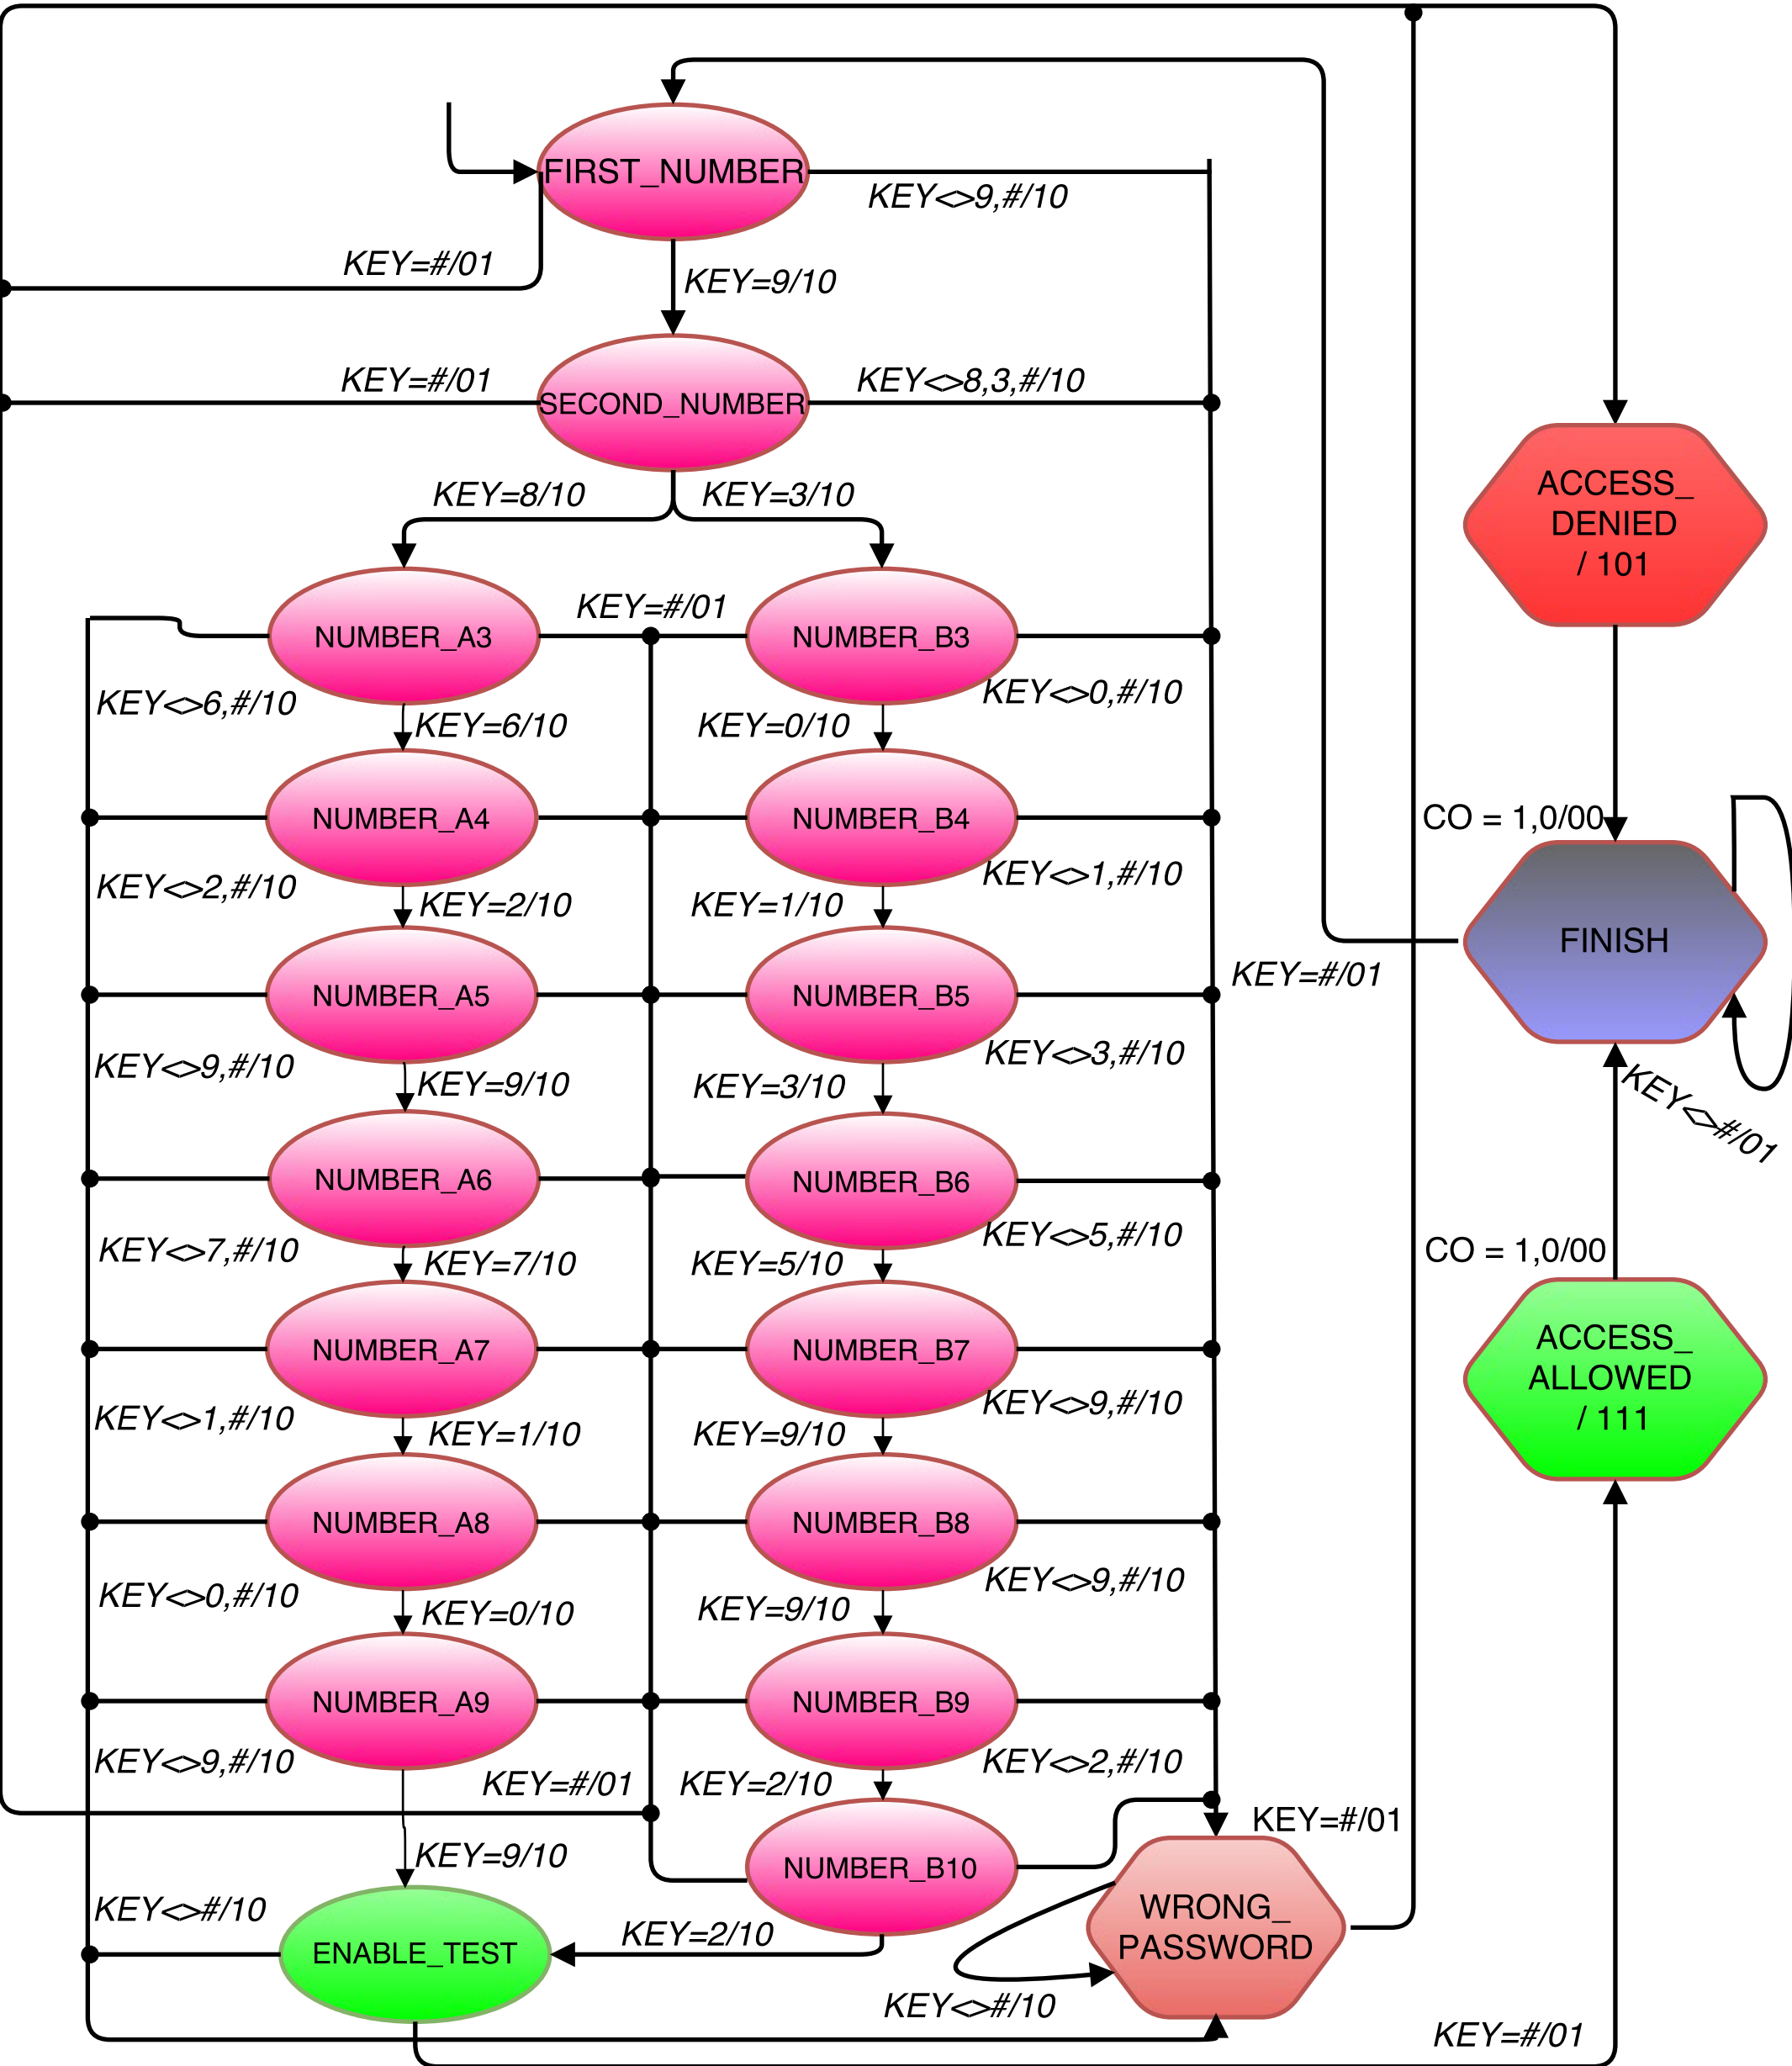 FIRST_NUMBER
KEY<>9,#/10
KEY=#/01
KEY=9/10
KEY=#/01
SECOND_NUMBER
KEY<>8,3,#/10
KEY=8/10
KEY=3/10
ACCESS_
DENIED
/ 101
NUMBER_A3
KEY=#/01
NUMBER_B3
KEY<>6,#/10
KEY<>0,#/10
KEY=6/10
KEY=0/10
NUMBER_A4
NUMBER_B4
CO = 1,0/00
KEY<>2,#/10
KEY<>1,#/10
KEY=2/10
KEY=1/10
FINISH
KEY=#/01
NUMBER_A5
NUMBER_B5
KEY<>9,#/10
KEY<>3,#/10
KEY=9/10
KEY=3/10
KEY<>#/01
NUMBER_A6
NUMBER_B6
KEY<>7,#/10
KEY<>5,#/10
KEY=7/10
KEY=5/10
CO = 1,0/00
NUMBER_A7
NUMBER_B7
ACCESS_
ALLOWED
/ 111
KEY<>1,#/10
KEY<>9,#/10
KEY=1/10
KEY=9/10
NUMBER_A8
NUMBER_B8
KEY<>0,#/10
KEY<>9,#/10
KEY=0/10
KEY=9/10
NUMBER_A9
NUMBER_B9
KEY<>9,#/10
KEY=#/01
KEY=2/10
KEY<>2,#/10
KEY=#/01
KEY=9/10
NUMBER_B10
KEY<>#/10
WRONG_
PASSWORD
ENABLE_TEST
KEY=2/10
KEY<>#/10
KEY=#/01